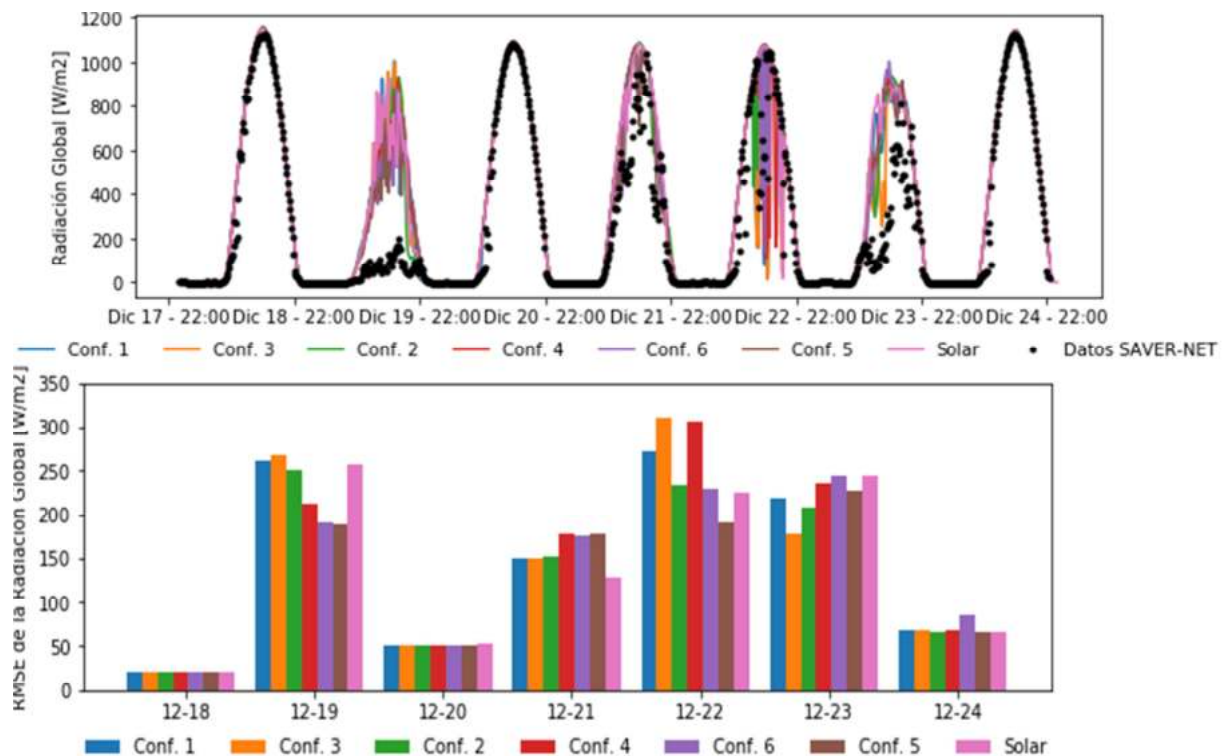 1200
1000
800
600
400
200
0
Radiación Global [W/m2]
Dic 17 - 22:00 Dic 18 - 22:00 Dic 19 - 22:00 Dic 20 - 22:00 Dic 21 - 22:00 Dic 22 - 22:00 Dic 23 - 22:00 Dic 24 - 22:00
Conf. 1 Conf. 3 Conf. 2 Conf. 4 Conf. 6 Conf. 5 Solar Datos SAVER-NET
350
300
250
200
150
100
50
0
RMSE de la Radiación Global [W/m2]
12-18 12-19 12-20 12-21 12-22 12-23 12-24
Conf. 1 Conf. 3 Conf. 2 Conf. 4 Conf. 6 Conf. 5 Solar